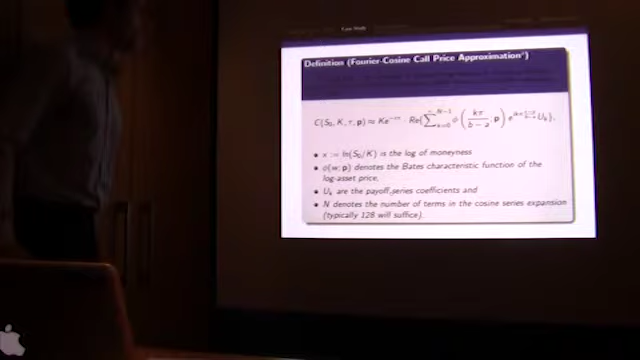 Case Study
Definition (Fourier-Cosine Call Price Approximation*)
C(S₀, K, τ, p) ≈ Ke^{-rτ} · Re{∑'^{N-1}_{k=0} φ(kπ/(b − a), p) U_k},
x := ln(S₀/K) is the log of moneyness
φ(w; p) denotes the Bates characteristic function of the
log-asset price,
U_k are the payoff series coefficients and
N denotes the number of terms in the cosine series expansion
(typically 128 will suffice).